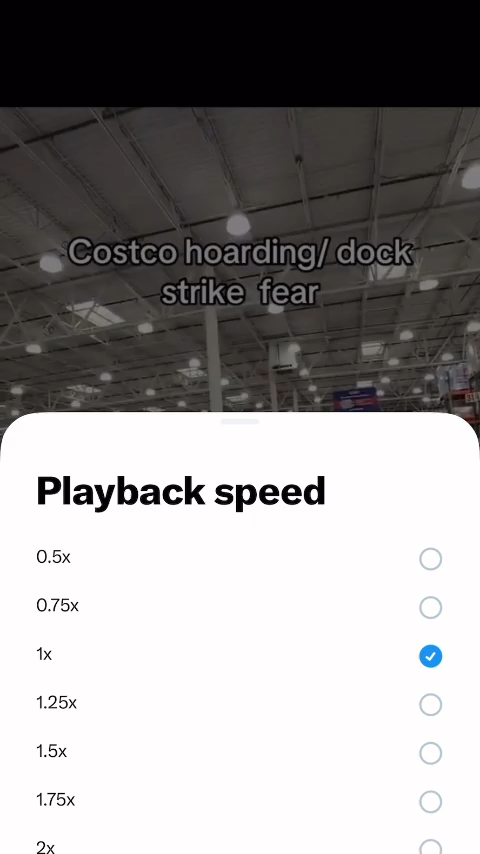 Costco hoarding/ dock
strike fear
Playback speed
0.5x
0.75x
1x
1.25x
1.5x
1.75x
2x